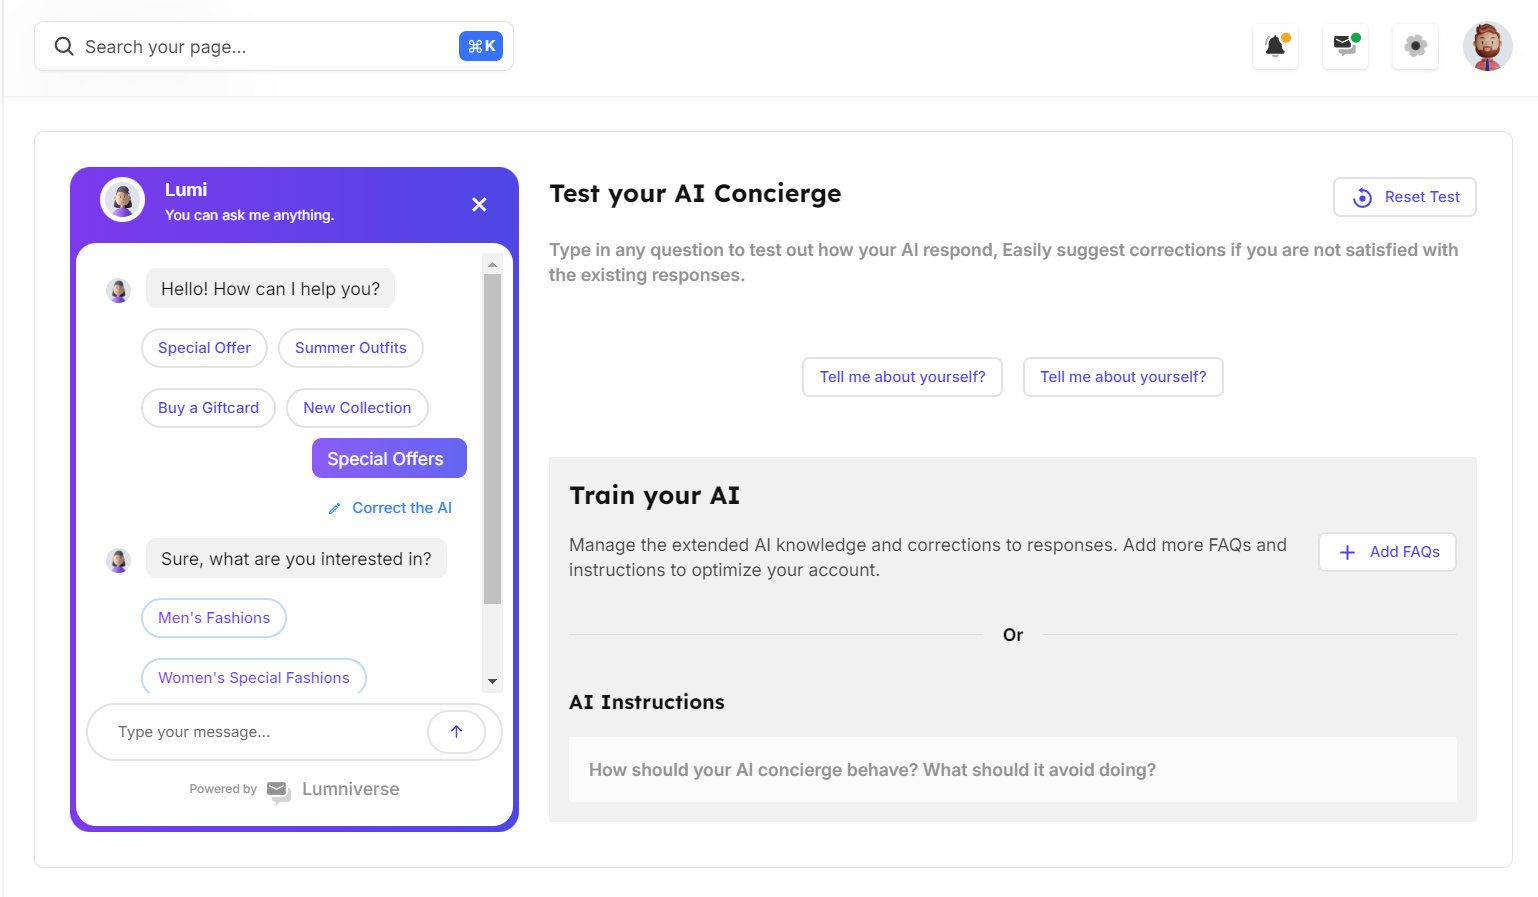 Search your page...
⌘K
Lumi
You can ask me anything.
Hello! How can I help you?
Special Offer
Summer Outfits
Buy a Giftcard
New Collection
Special Offers
Correct the AI
Sure, what are you interested in?
Men's Fashions
Women's Special Fashions
Type your message...
Powered by Lumniverse
Test your AI Concierge
Reset Test
Type in any question to test out how your AI respond, Easily suggest corrections if you are not satisfied with
the existing responses.
Tell me about yourself?
Tell me about yourself?
Train your AI
Manage the extended AI knowledge and corrections to responses. Add more FAQs and
instructions to optimize your account.
Add FAQs
Or
AI Instructions
How should your AI concierge behave? What should it avoid doing?